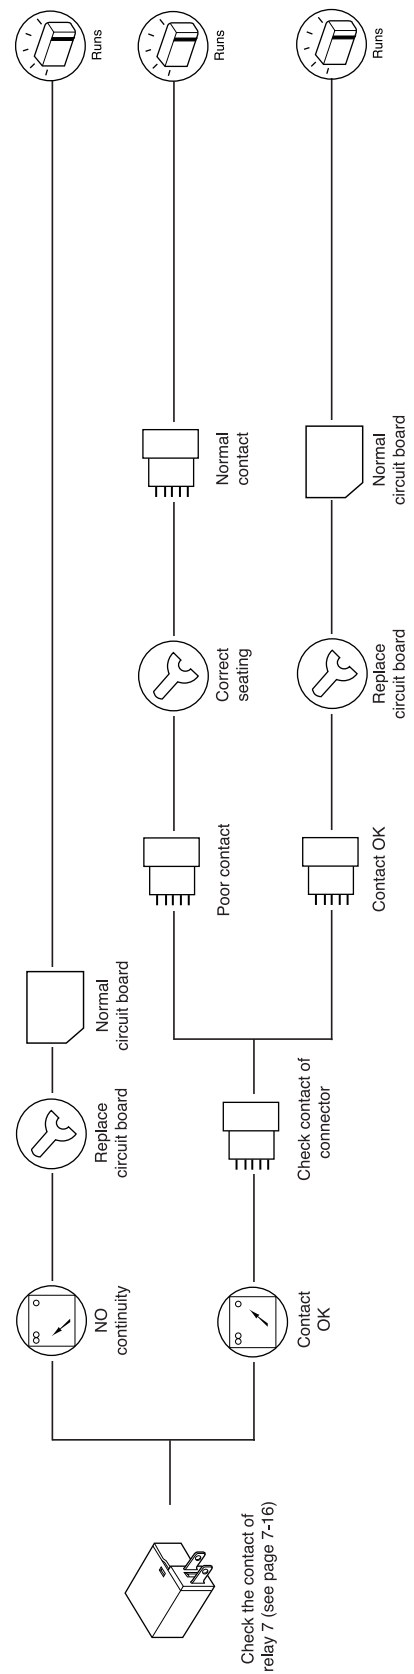 Check the contact of
relay 7 (see page 7-16)
NO
continuity
Replace
circuit board
Normal
circuit board
Runs
Contact
OK
Check contact of
connector
Poor contact
Correct
seating
Normal
contact
Runs
Contact OK
Replace
circuit board
Normal
circuit board
Runs